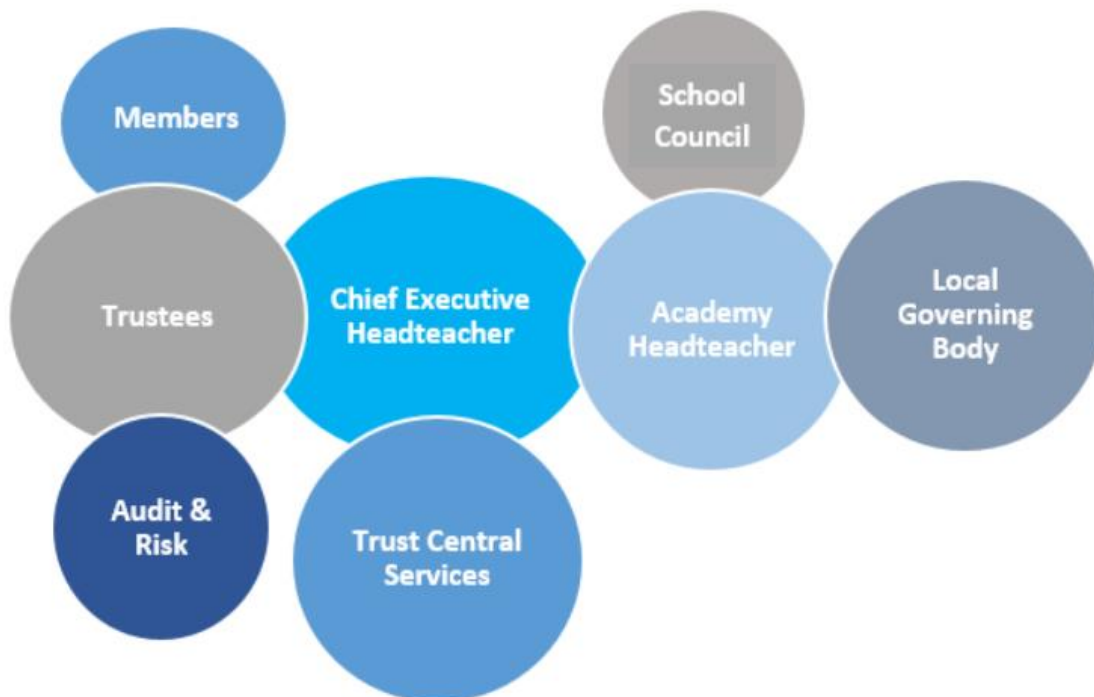 Members
School
Council
Trustees
Chief Executive
Headteacher
Academy
Headteacher
Local
Governing
Body
Audit &
Risk
Trust Central
Services